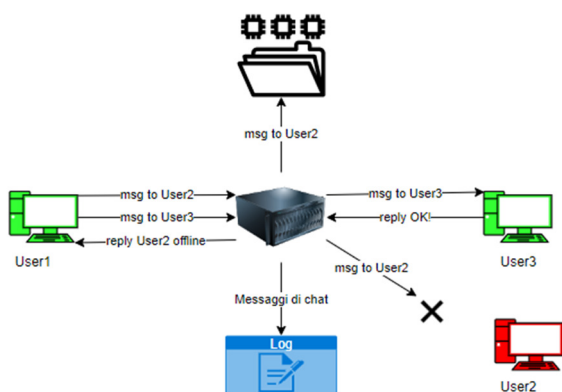 msg to User2
msg to User2
msg to User3
msg to User3
reply OK!
reply User2 offline
User1
User3
msg to User2
Messaggi di chat
Log
User2